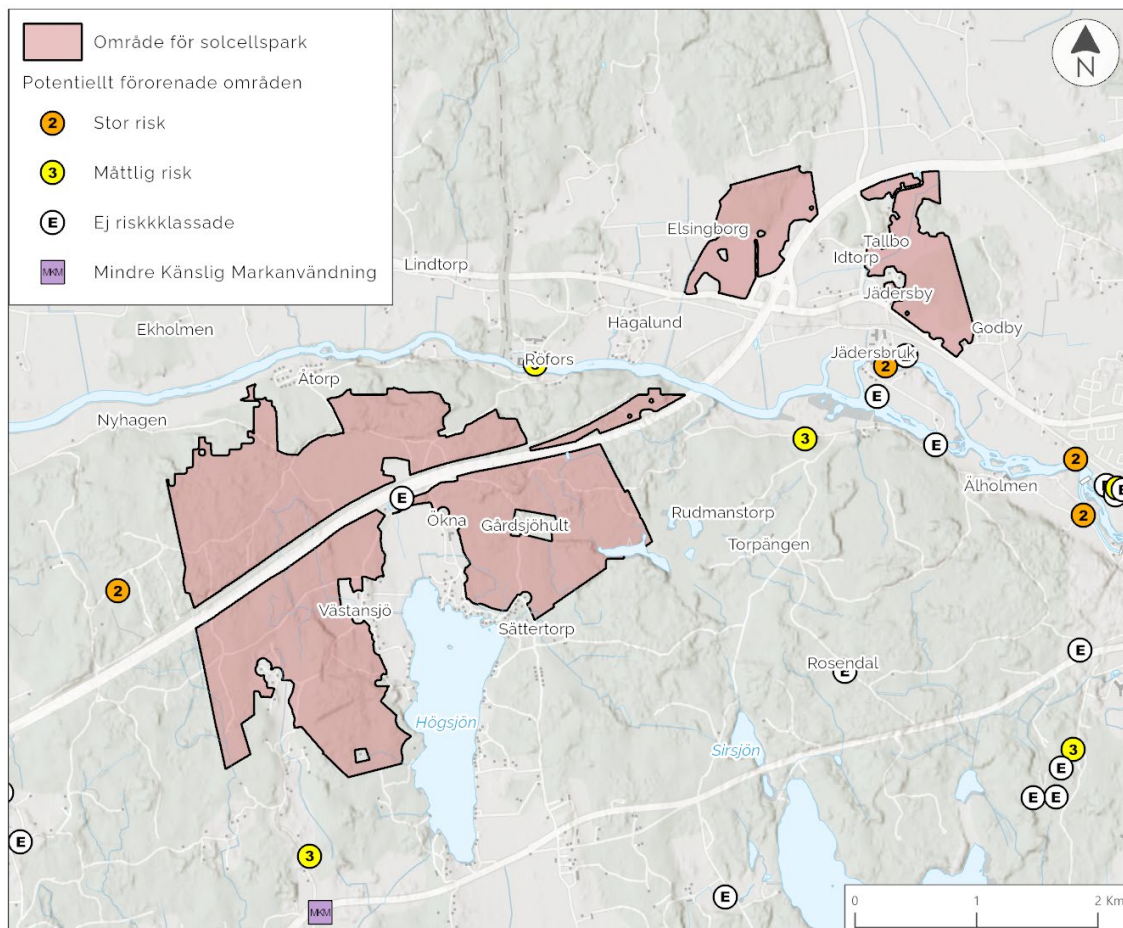 Område för solcellspark
Potentiellt förorenade områden
2 Stor risk
3 Måttlig risk
E Ej riskkklassade
MKM Mindre Känslig Markanvändning
N
Elsingborg
Tallbo
Idtorp
Lindtorp
Jädersby
Hagalund
Godby
Ekholmen
Röfors
Jädersbruk
2
Åtorp
E
Nyhagen
3
E
2
Älholmen
E
E
Ökna
Gårdsjöhult
Rudmanstorp
2
Torpängen
2
Västansjö
Sättertorp
E
Rosendal
E
Högsjön
Sirsjön
3
E
E
E
E
3
E
MKM
0 1 2 Km